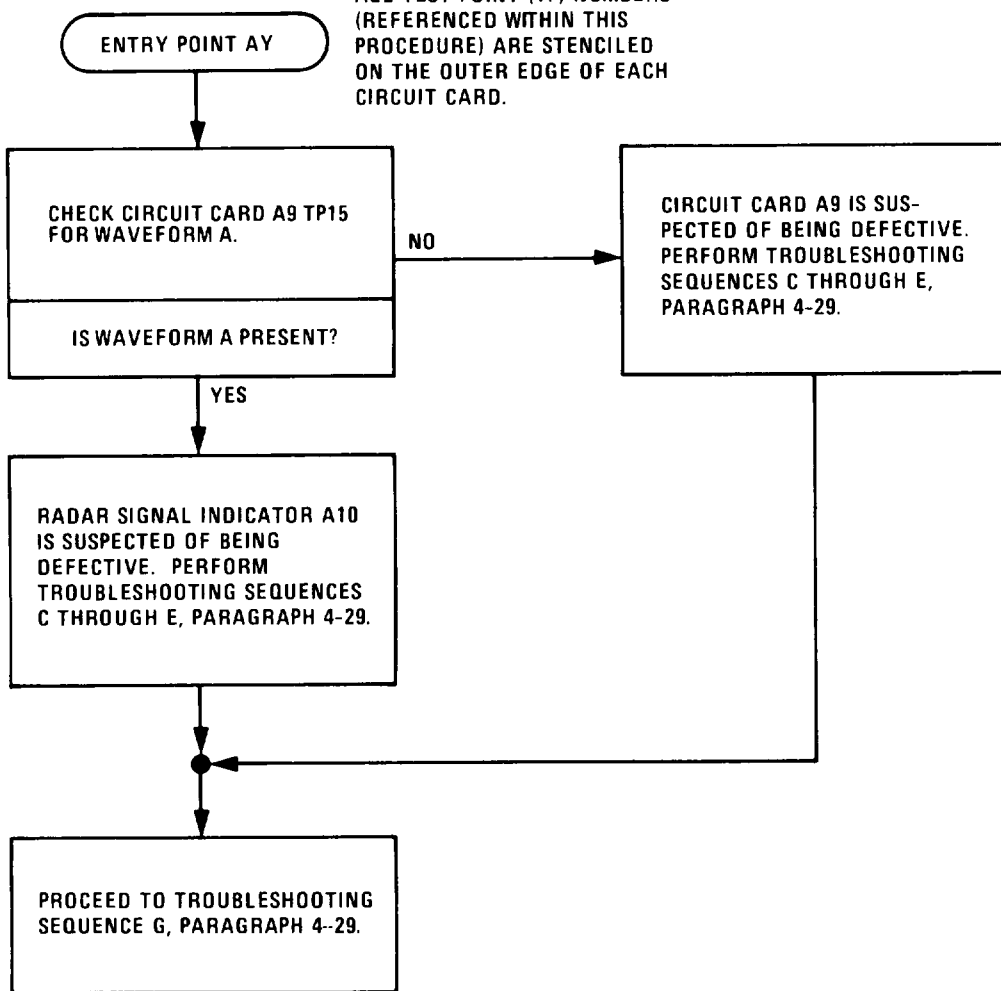 (REFERENCED WITHIN THIS
PROCEDURE) ARE STENCILED
ON THE OUTER EDGE OF EACH
CIRCUIT CARD.
ENTRY POINT AY
CHECK CIRCUIT CARD A9 TP15
FOR WAVEFORM A.
IS WAVEFORM A PRESENT?
NO
CIRCUIT CARD A9 IS SUS-
PECTED OF BEING DEFECTIVE.
PERFORM TROUBLESHOOTING
SEQUENCES C THROUGH E,
PARAGRAPH 4-29.
YES
RADAR SIGNAL INDICATOR A10
IS SUSPECTED OF BEING
DEFECTIVE. PERFORM
TROUBLESHOOTING SEQUENCES
C THROUGH E, PARAGRAPH 4-29.
PROCEED TO TROUBLESHOOTING
SEQUENCE G, PARAGRAPH 4--29.